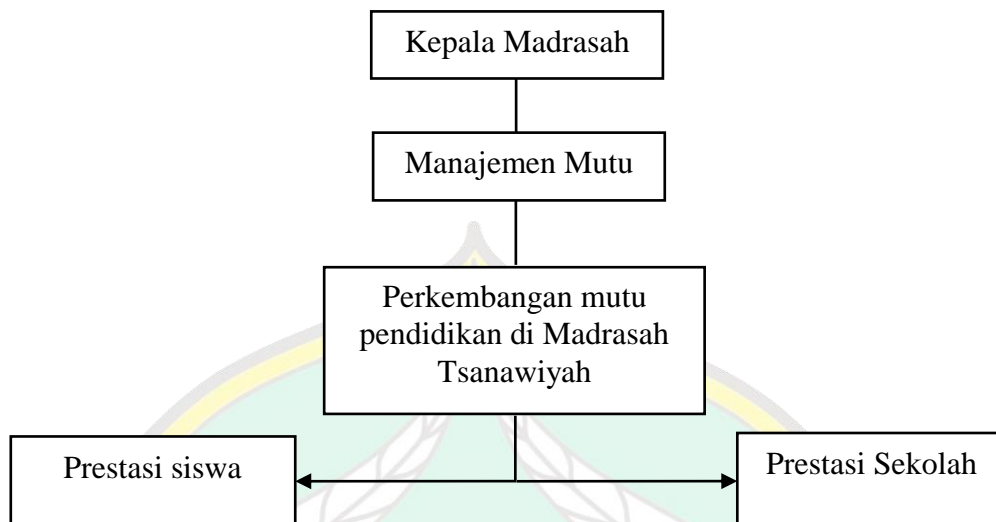 Kepala Madrasah
Manajemen Mutu
Perkembangan mutu
pendidikan di Madrasah
Tsanawiyah
Prestasi siswa
Prestasi Sekolah